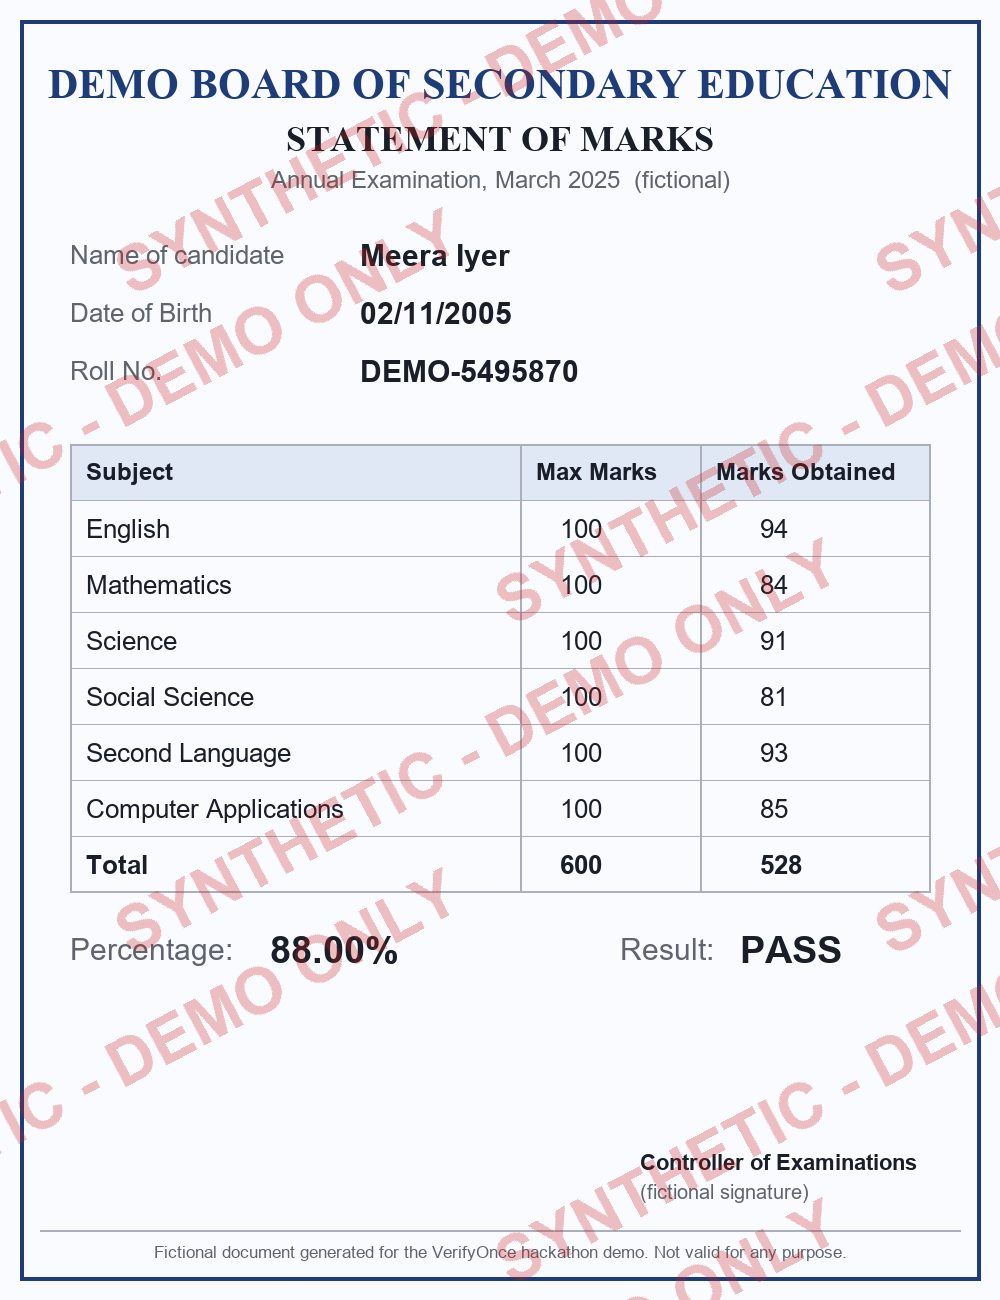 DEMO BOARD OF SECONDARY EDUCATION
STATEMENT OF MARKS
Annual Examination, March 2025 (fictional)
Name of candidate Meera Iyer
Date of Birth 02/11/2005
Roll No. DEMO-5495870
Subject Max Marks Marks Obtained
English 100 94
Mathematics 100 84
Science 100 91
Social Science 100 81
Second Language 100 93
Computer Applications 100 85
Total 600 528
Percentage: 88.00% Result: PASS
Controller of Examinations
(fictional signature)
Fictional document generated for the VerifyOnce hackathon demo. Not valid for any purpose.
SYNTHETIC - DEMO ONLY